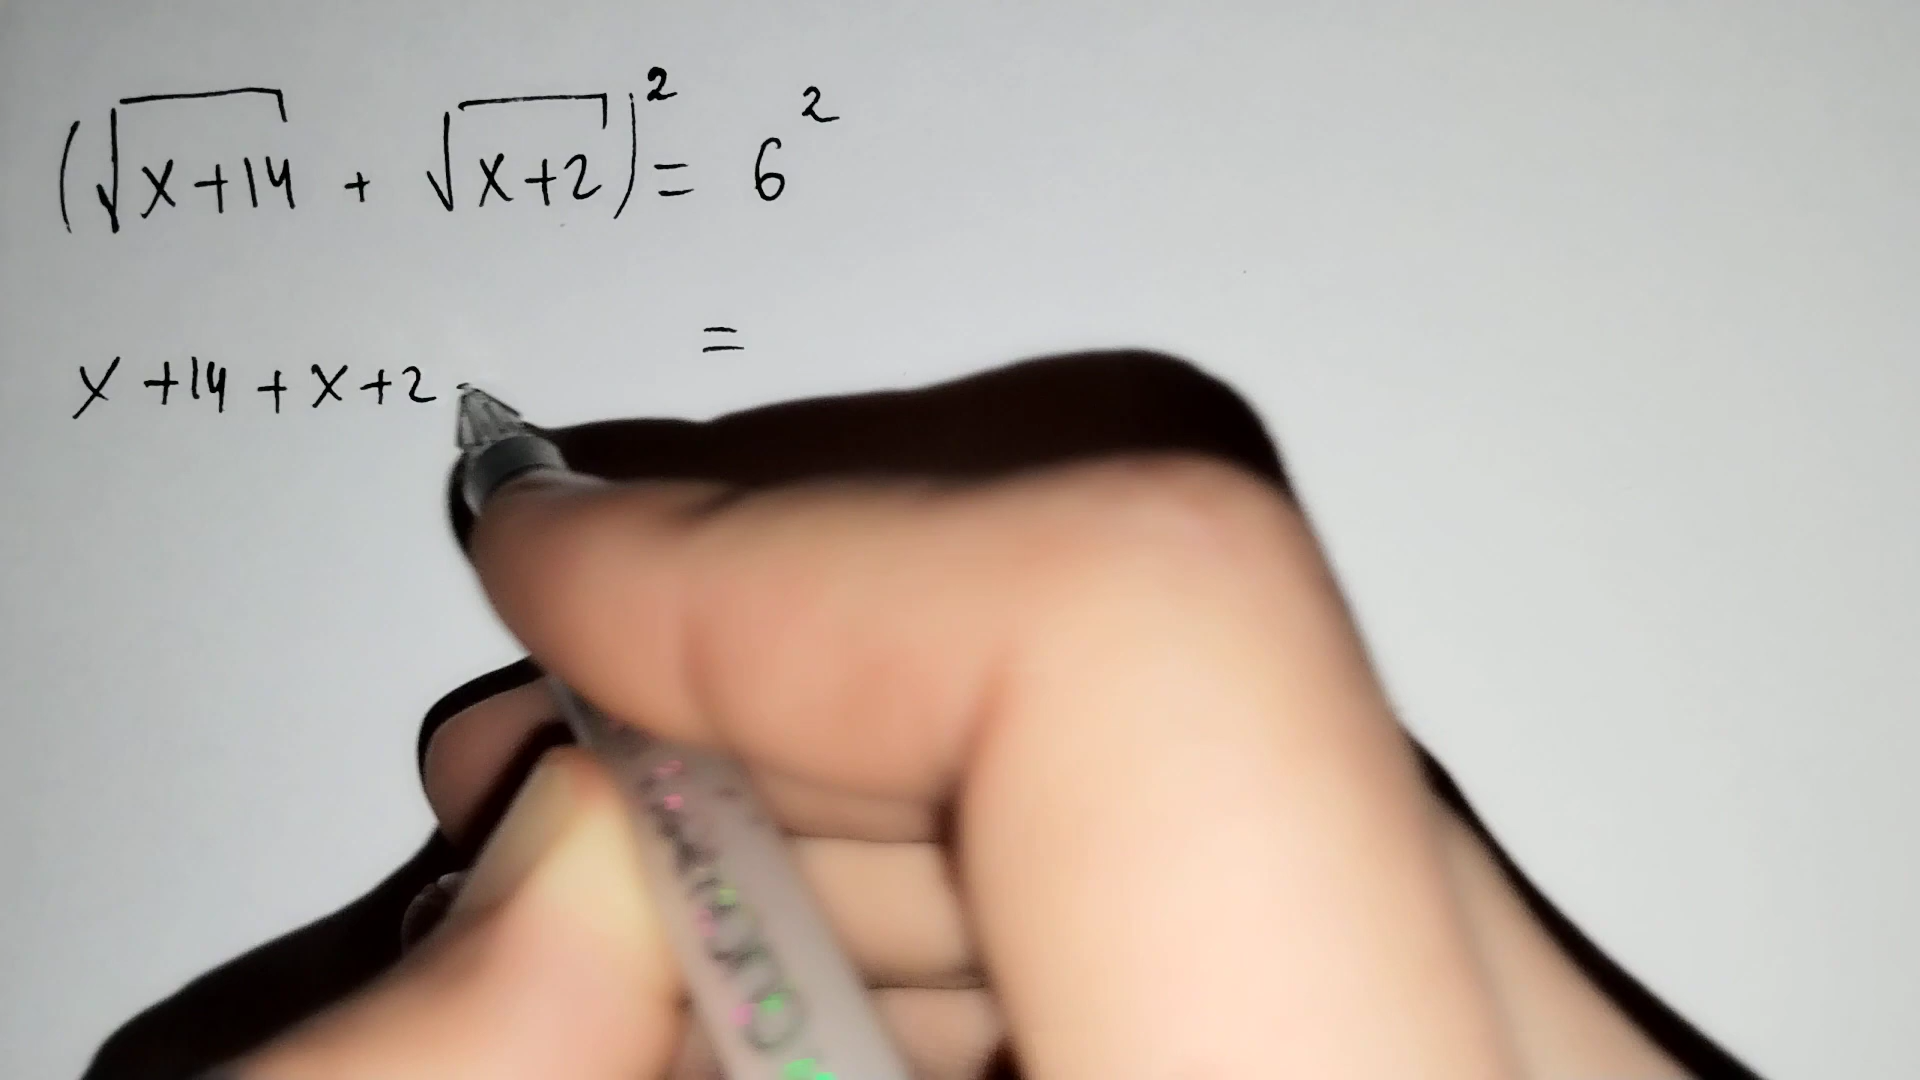 (√x+14 + √x+2)² = 6²
x +14 + x +2 =